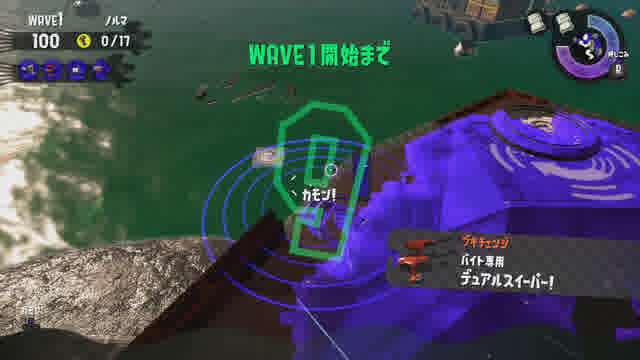 WAVE1 ノルマ
100 0/17
WAVE1開始まで
9
カモン!
ブキチェンジ
バイト専用
デュアルスイーパー!